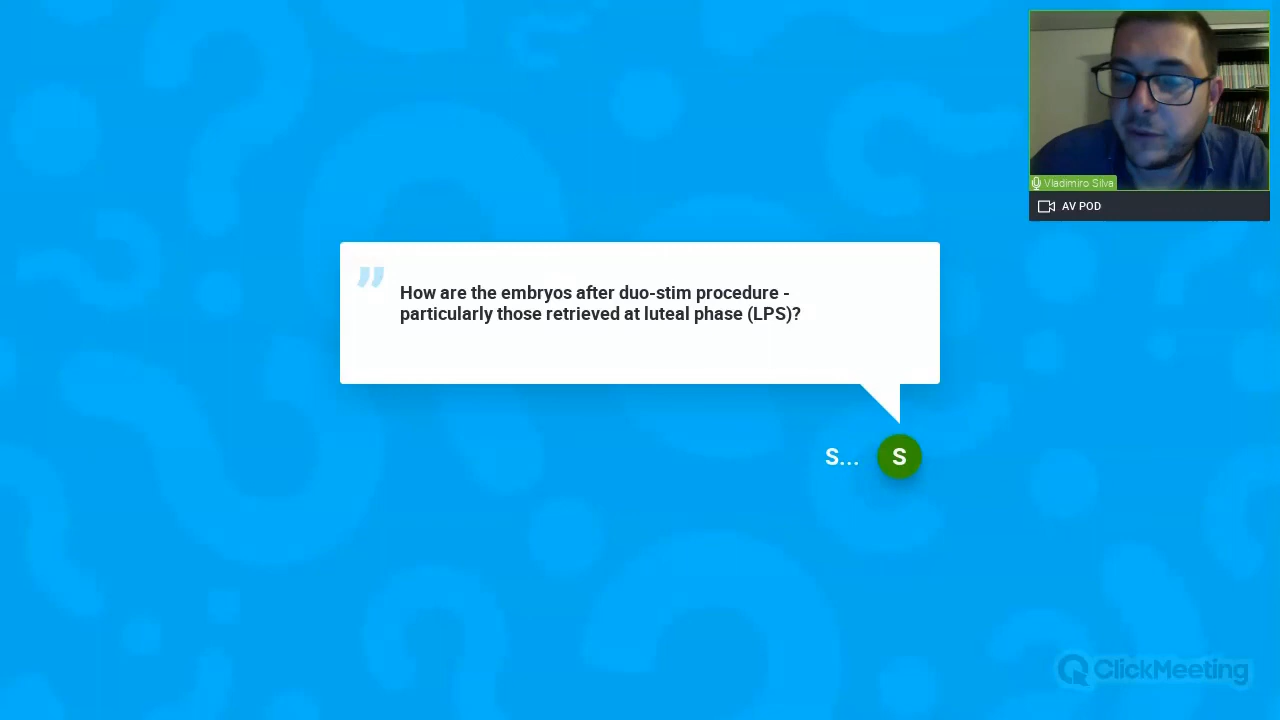 Vladimiro Silva
AV POD
How are the embryos after duo-stim procedure -
particularly those retrieved at luteal phase (LPS)?
S... S
ClickMeeting